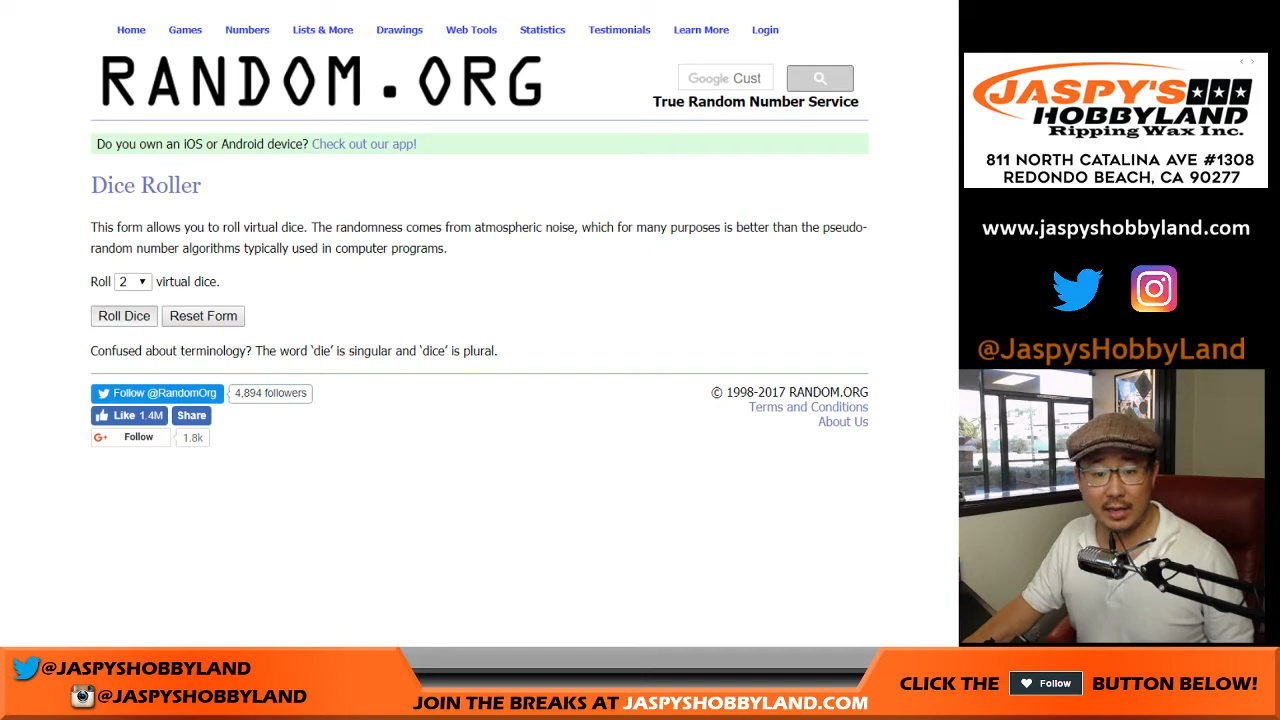 Home Games Numbers Lists & More Drawings Web Tools Statistics Testimonials Learn More Login
RANDOM.ORG
Google Cust
True Random Number Service
Do you own an iOS or Android device? Check out our app!
Dice Roller
This form allows you to roll virtual dice. The randomness comes from atmospheric noise, which for many purposes is better than the pseudo-
random number algorithms typically used in computer programs.
Roll 2 virtual dice.
Roll Dice Reset Form
Confused about terminology? The word ‘die’ is singular and ‘dice’ is plural.
Follow @RandomOrg 4,894 followers
Like 1.4M Share
G+ Follow 1.8k
© 1998-2017 RANDOM.ORG
Terms and Conditions
About Us
JASPY'S
HOBBYLAND
Ripping Wax Inc.
811 NORTH CATALINA AVE #1308
REDONDO BEACH, CA 90277
www.jaspyshobbyland.com
@JaspysHobbyLand
@JASPYSHOBBYLAND
@JASPYSHOBBYLAND
JOIN THE BREAKS AT JASPYSHOBBYLAND.COM
CLICK THE Follow BUTTON BELOW!